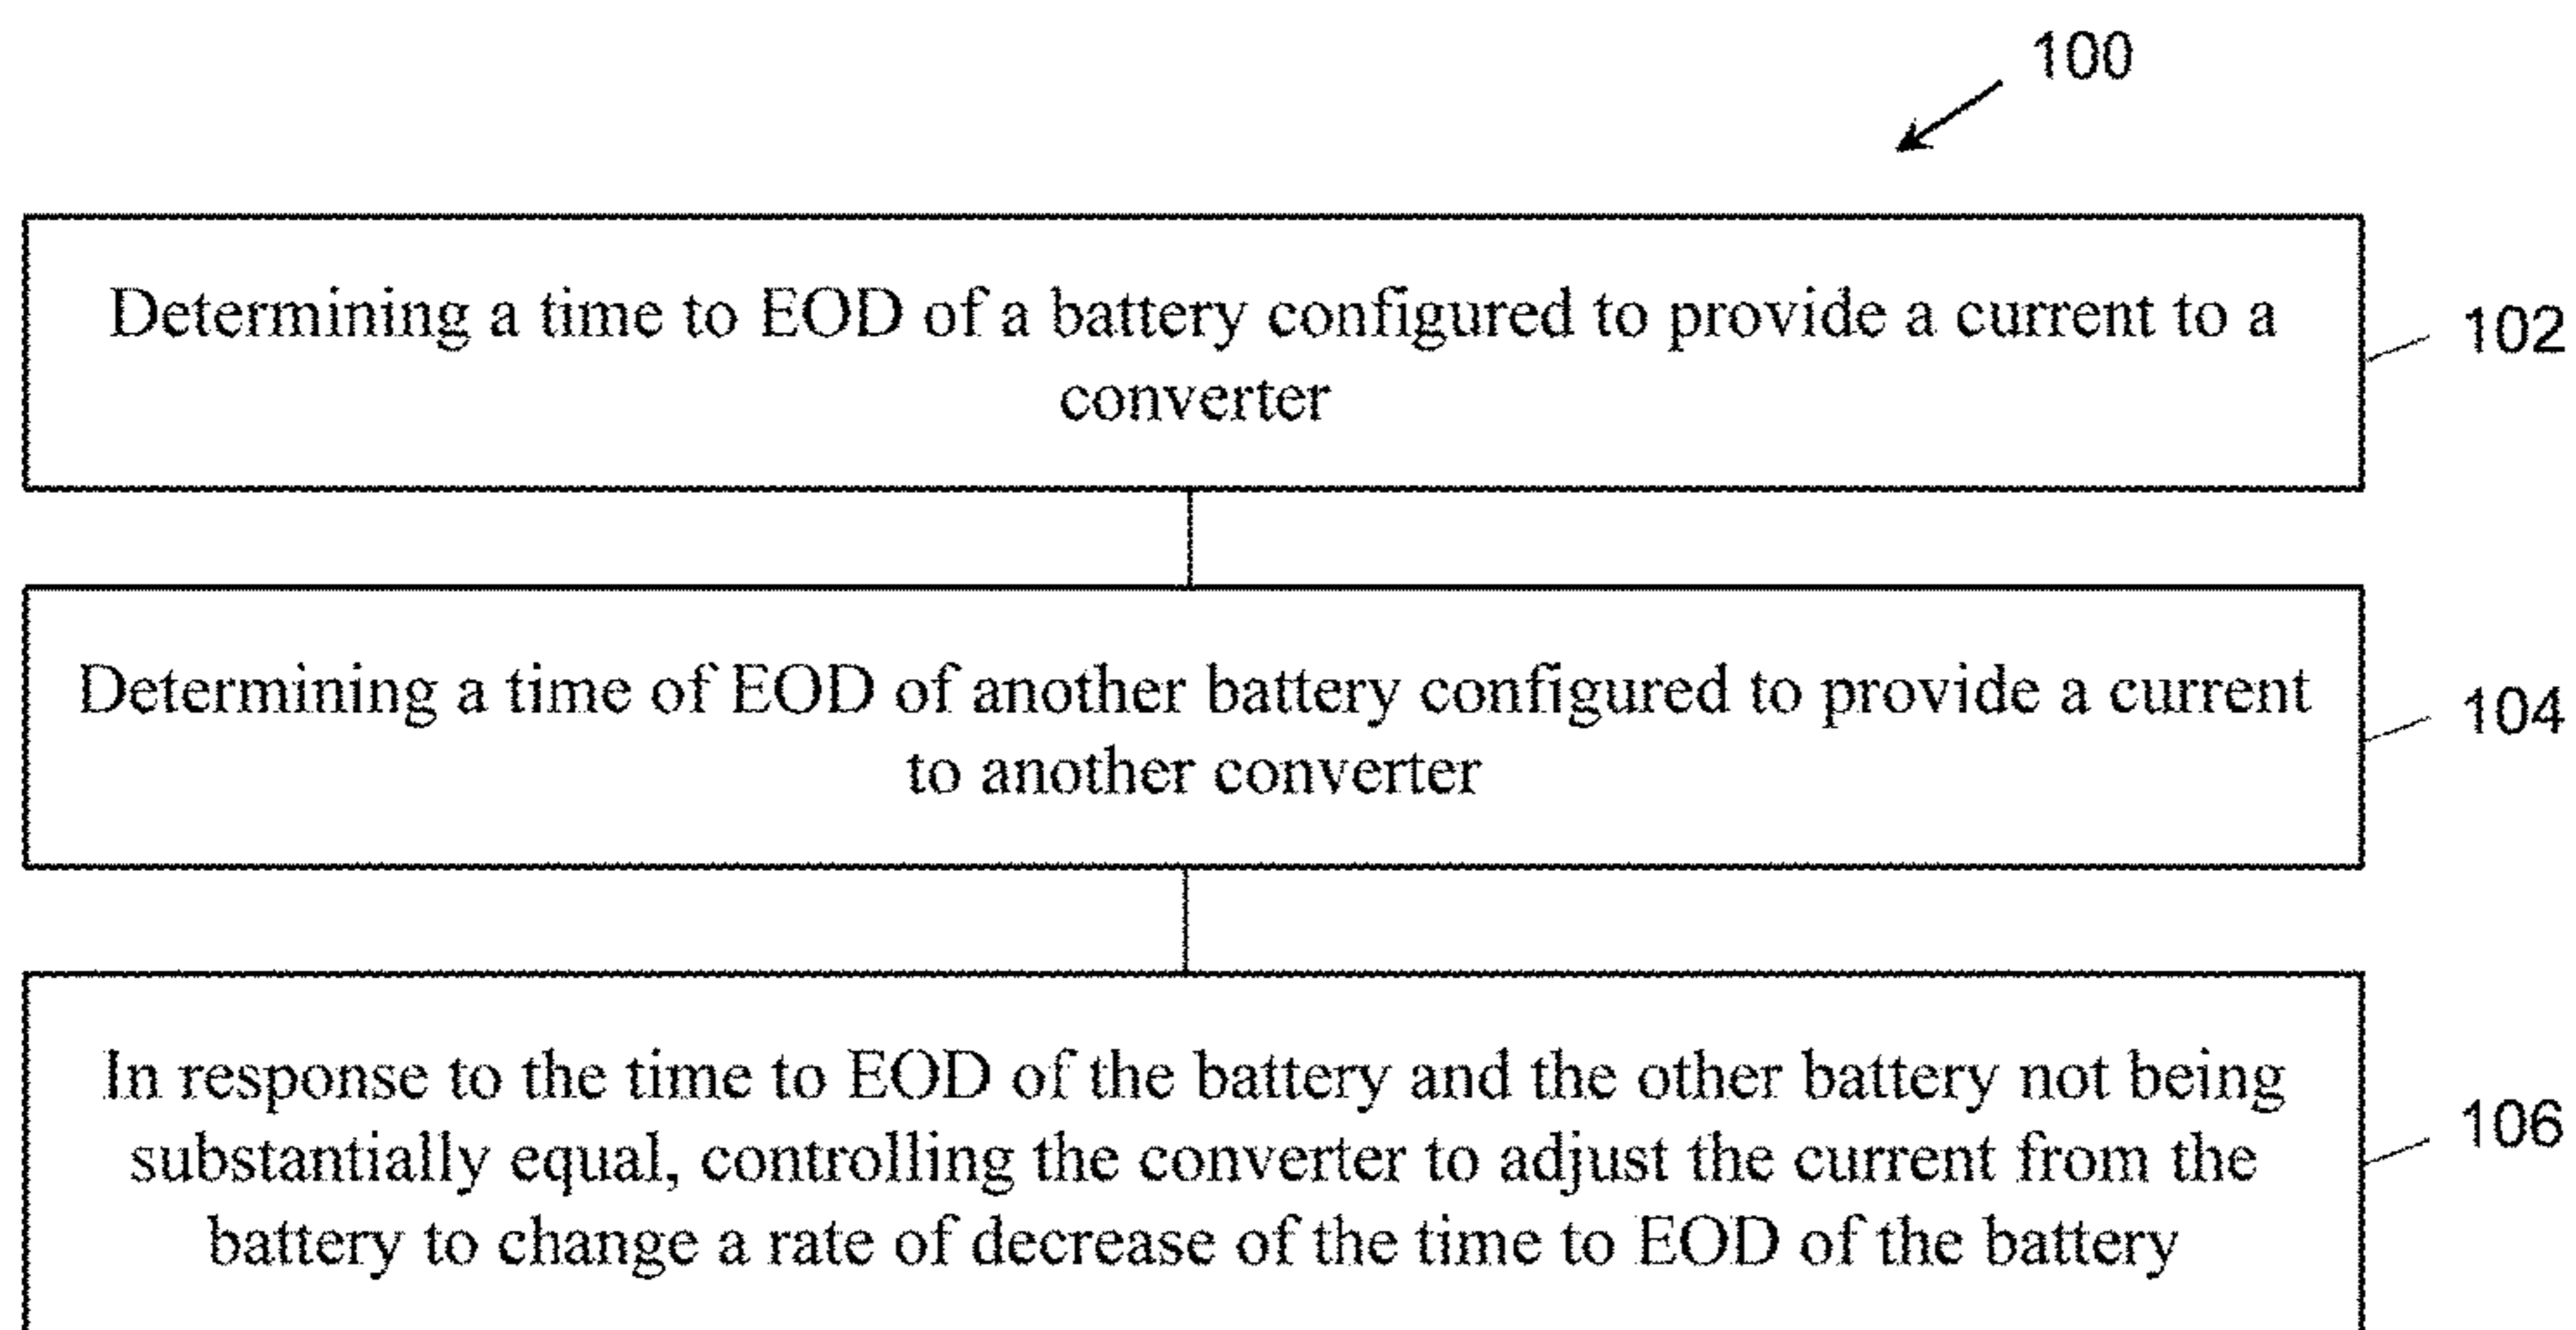 100
Determining a time to EOD of a battery configured to provide a current to a
converter
102
Determining a time of EOD of another battery configured to provide a current
to another converter
104
In response to the time to EOD of the battery and the other battery not being
substantially equal, controlling the converter to adjust the current from the
battery to change a rate of decrease of the time to EOD of the battery
106